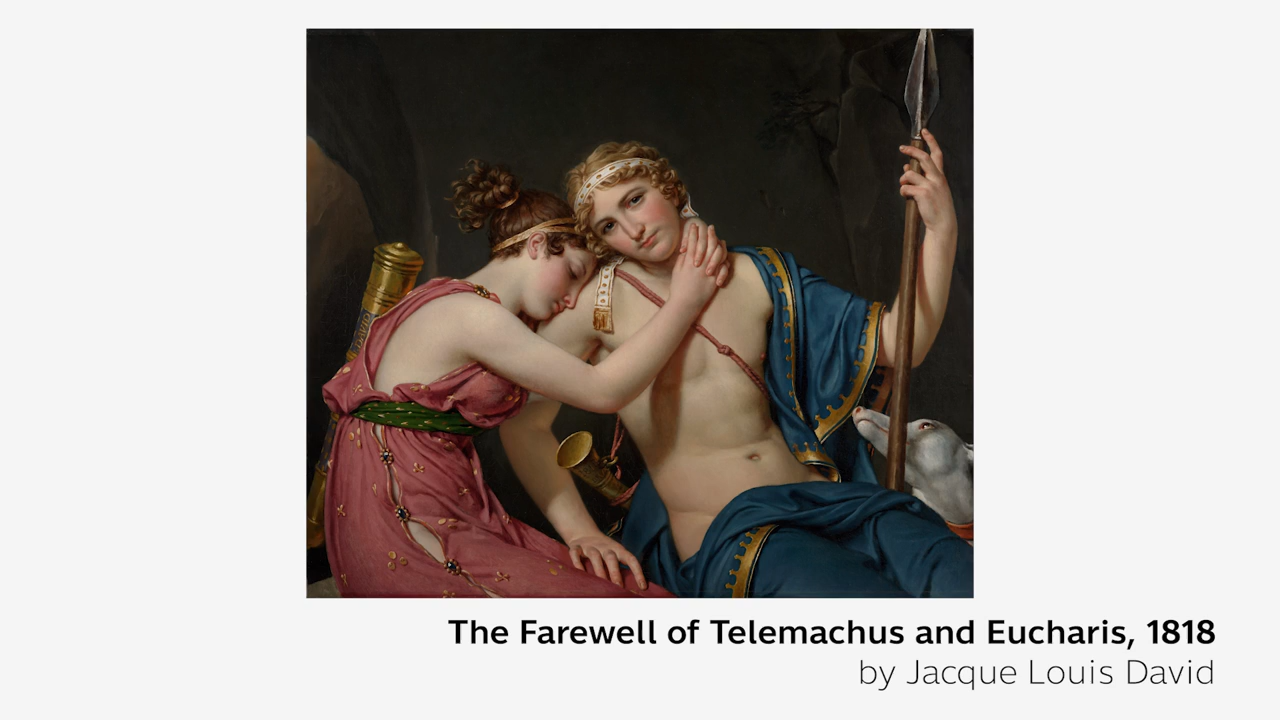 The Farewell of Telemachus and Eucharis, 1818
by Jacque Louis David